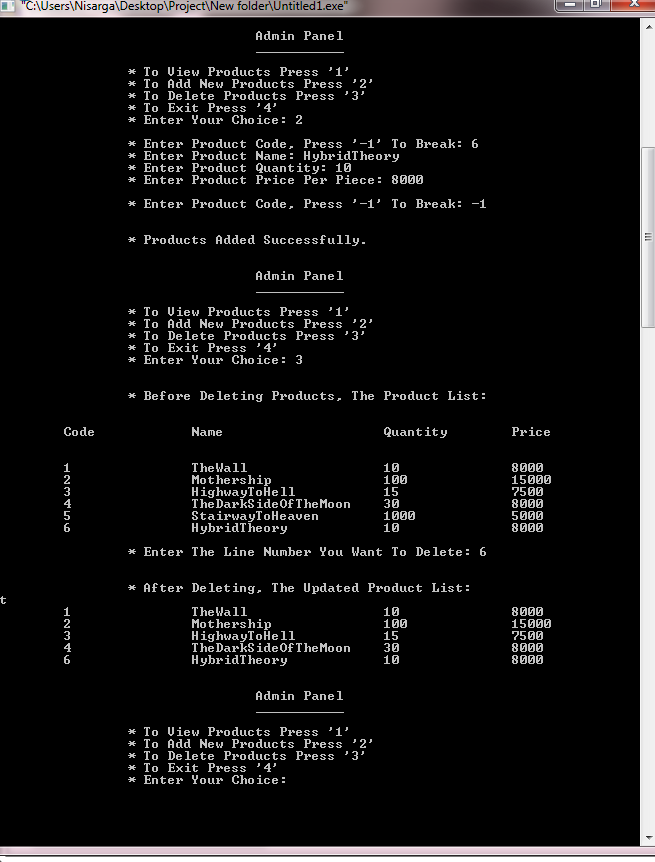 "C:\Users\Nisarga\Desktop\Project\New folder\Untitled1.exe"
Admin Panel
___________
* To View Products Press '1'
* To Add New Products Press '2'
* To Delete Products Press '3'
* To Exit Press '4'
* Enter Your Choice: 2
* Enter Product Code, Press '-1' To Break: 6
* Enter Product Name: HybridTheory
* Enter Product Quantity: 10
* Enter Product Price Per Piece: 8000
* Enter Product Code, Press '-1' To Break: -1
* Products Added Successfully.
Admin Panel
___________
* To View Products Press '1'
* To Add New Products Press '2'
* To Delete Products Press '3'
* To Exit Press '4'
* Enter Your Choice: 3
* Before Deleting Products, The Product List:
Code Name Quantity Price
1 TheWall 10 8000
2 Mothership 100 15000
3 HighwayToHell 15 7500
4 TheDarkSideOfTheMoon 30 8000
5 StairwayToHeaven 1000 5000
6 HybridTheory 10 8000
* Enter The Line Number You Want To Delete: 6
* After Deleting, The Updated Product List:
t
1 TheWall 10 8000
2 Mothership 100 15000
3 HighwayToHell 15 7500
4 TheDarkSideOfTheMoon 30 8000
6 HybridTheory 10 8000
Admin Panel
___________
* To View Products Press '1'
* To Add New Products Press '2'
* To Delete Products Press '3'
* To Exit Press '4'
* Enter Your Choice: